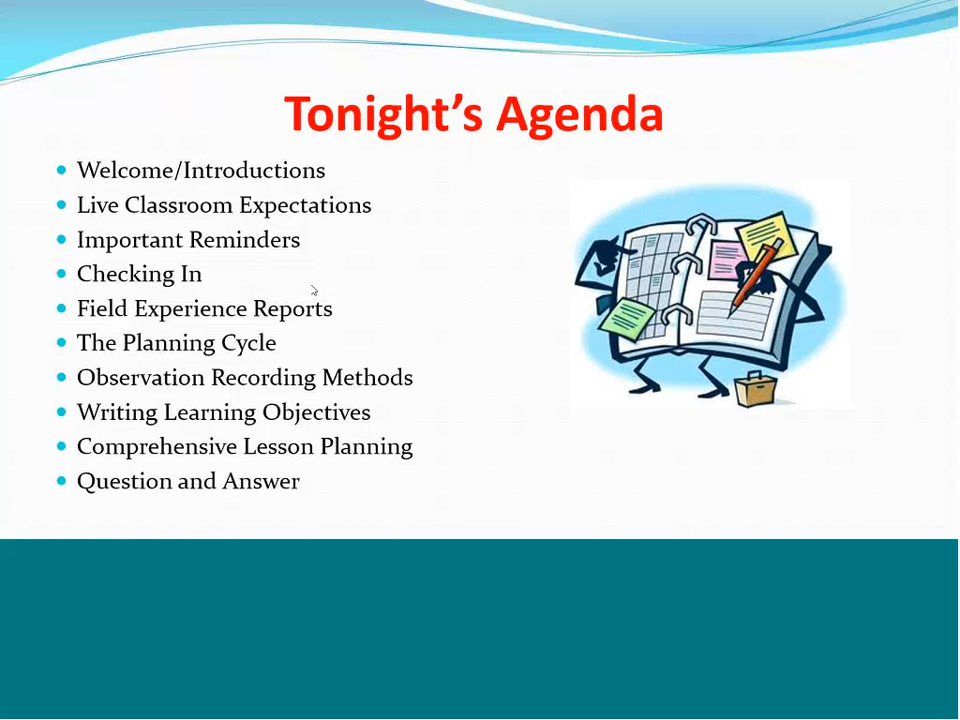 Tonight’s Agenda
Welcome/Introductions
Live Classroom Expectations
Important Reminders
Checking In
Field Experience Reports
The Planning Cycle
Observation Recording Methods
Writing Learning Objectives
Comprehensive Lesson Planning
Question and Answer